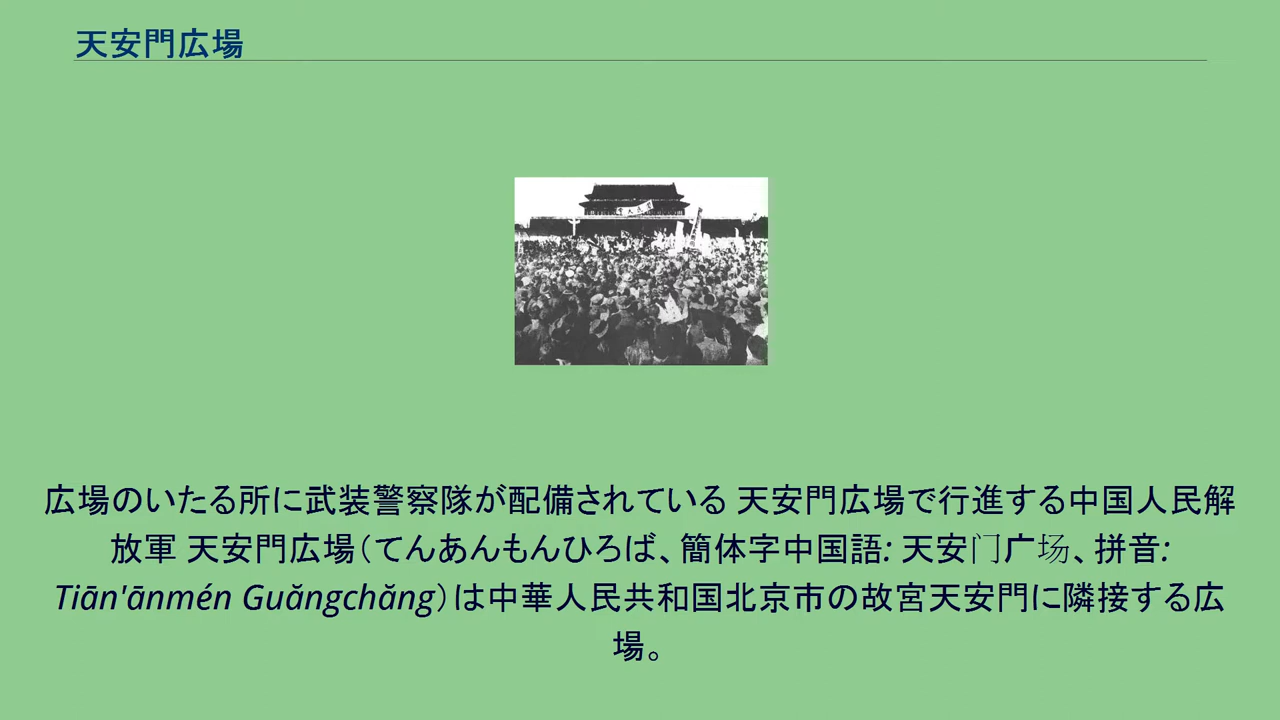 天安門広場
広場のいたる所に武装警察隊が配備されている 天安門広場で行進する中国人民解
放軍 天安門広場（てんあんもんひろば、簡体字中国語: 天安门广场、拼音:
Tiān'ānmén Guǎngchǎng）は中華人民共和国北京市の故宮天安門に隣接する広
場。